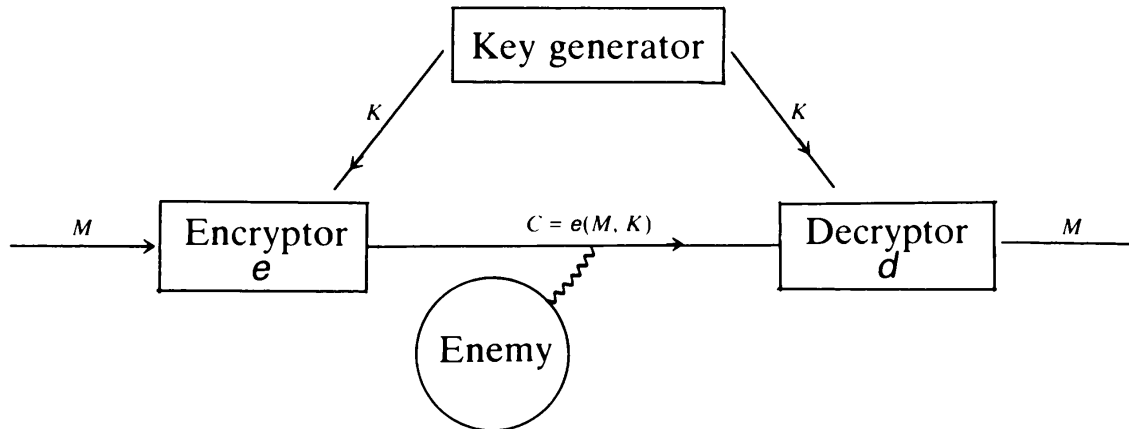 Key generator
K
K
M
Encryptor
e
C = e(M, K)
Decryptor
d
M
Enemy